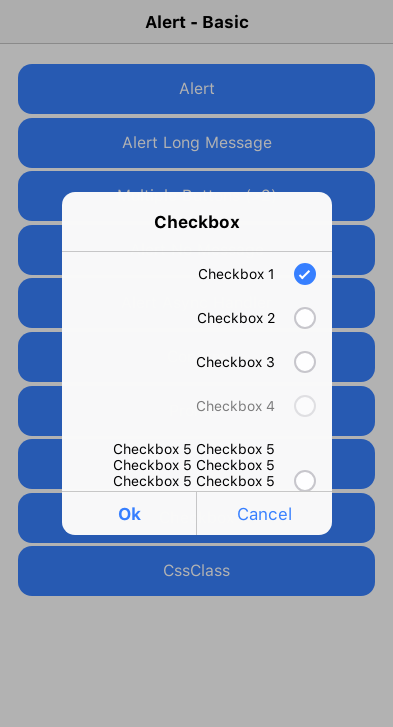 Alert - Basic
Alert
Alert Long Message
Checkbox
Checkbox 1
Checkbox 2
Checkbox 3
Checkbox 4
Checkbox 5 Checkbox 5
Checkbox 5 Checkbox 5
Checkbox 5 Checkbox 5
Ok
Cancel
CssClass